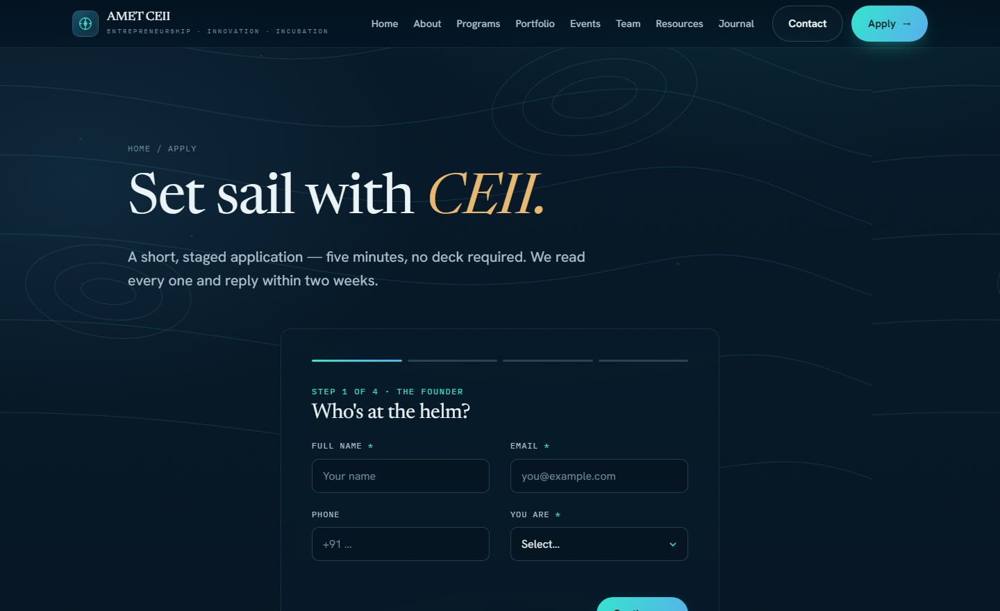 AMET CEII
ENTREPRENEURSHIP · INNOVATION · INCUBATION
Home About Programs Portfolio Events Team Resources Journal Contact Apply →
HOME / APPLY
Set sail with CEII.
A short, staged application — five minutes, no deck required. We read
every one and reply within two weeks.
STEP 1 OF 4 · THE FOUNDER
Who's at the helm?
FULL NAME * EMAIL *
Your name you@example.com
PHONE YOU ARE *
+91 ... Select...